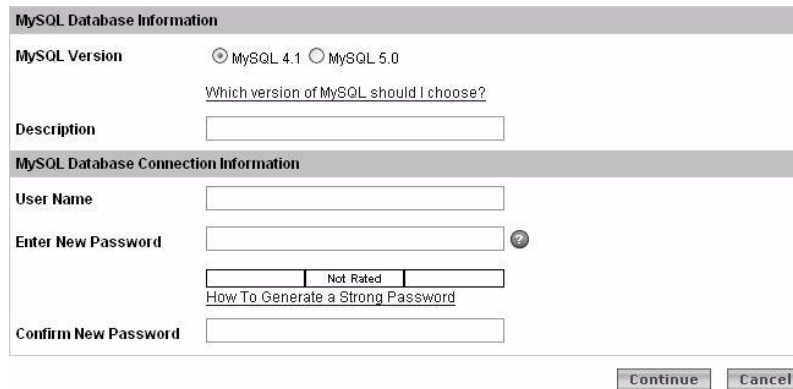 MySQL Database Information
MySQL Version MySQL 4.1 MySQL 5.0
Which version of MySQL should I choose?
Description
MySQL Database Connection Information
User Name
Enter New Password ?
Not Rated
How To Generate a Strong Password
Confirm New Password
Continue Cancel